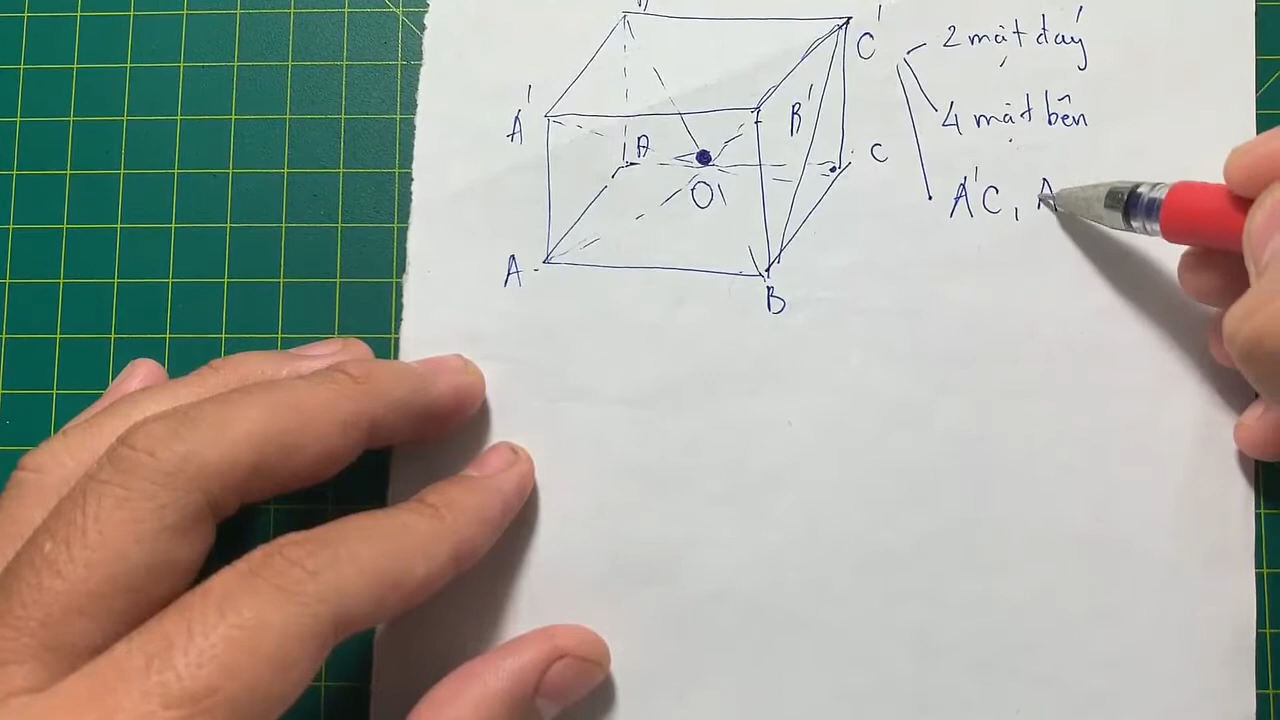 C'
2 mặt đáy
A'
B'
4 mặt bên
D
C
O
A'C, A
A
B